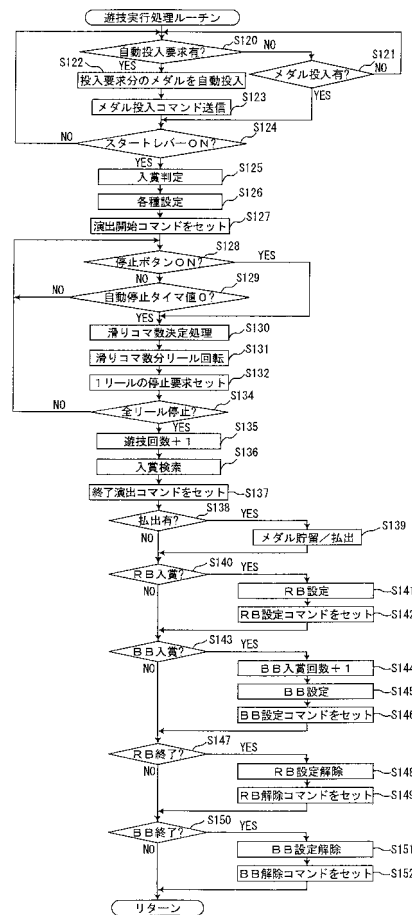 遊技実行処理ルーチン
S120
自動投入要求有?
NO
S121
S122
YES
メダル投入有?
NO
投入要求分のメダルを自動投入
S123
YES
メダル投入コマンド送信
S124
NO
スタートレバーON?
YES
S125
入賞判定
S126
各種設定
S127
演出開始コマンドをセット
S128
停止ボタンON?
YES
NO
S129
NO
自動停止タイマ値0?
YES
S130
滑りコマ数決定処理
S131
滑りコマ数分リール回転
S132
1リールの停止要求セット
S134
NO
全リール停止?
YES
S135
遊技回数+1
S136
入賞検索
終了演出コマンドをセット
S137
S138
払出有?
YES
S139
NO
メダル貯留/払出
S140
RB入賞?
YES
NO
RB設定
S141
RB設定コマンドをセット
S142
S143
BB入賞?
YES
NO
BB入賞回数+1
S144
BB設定
S145
BB設定コマンドをセット
S146
S147
RB終了?
YES
NO
RB設定解除
S148
RB解除コマンドをセット
S149
S150
BB終了?
YES
NO
BB設定解除
S151
BB解除コマンドをセット
S152
リターン